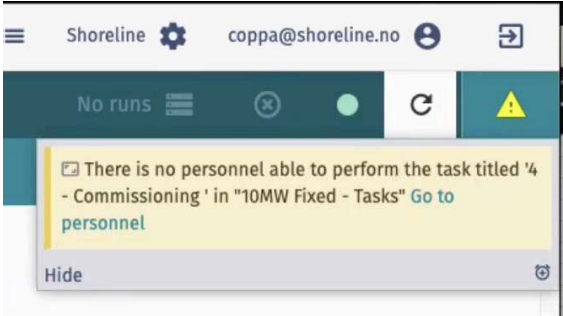 Shoreline coppa@shoreline.no
No runs
There is no personnel able to perform the task titled '4
- Commissioning ' in "10MW Fixed - Tasks" Go to
personnel
Hide